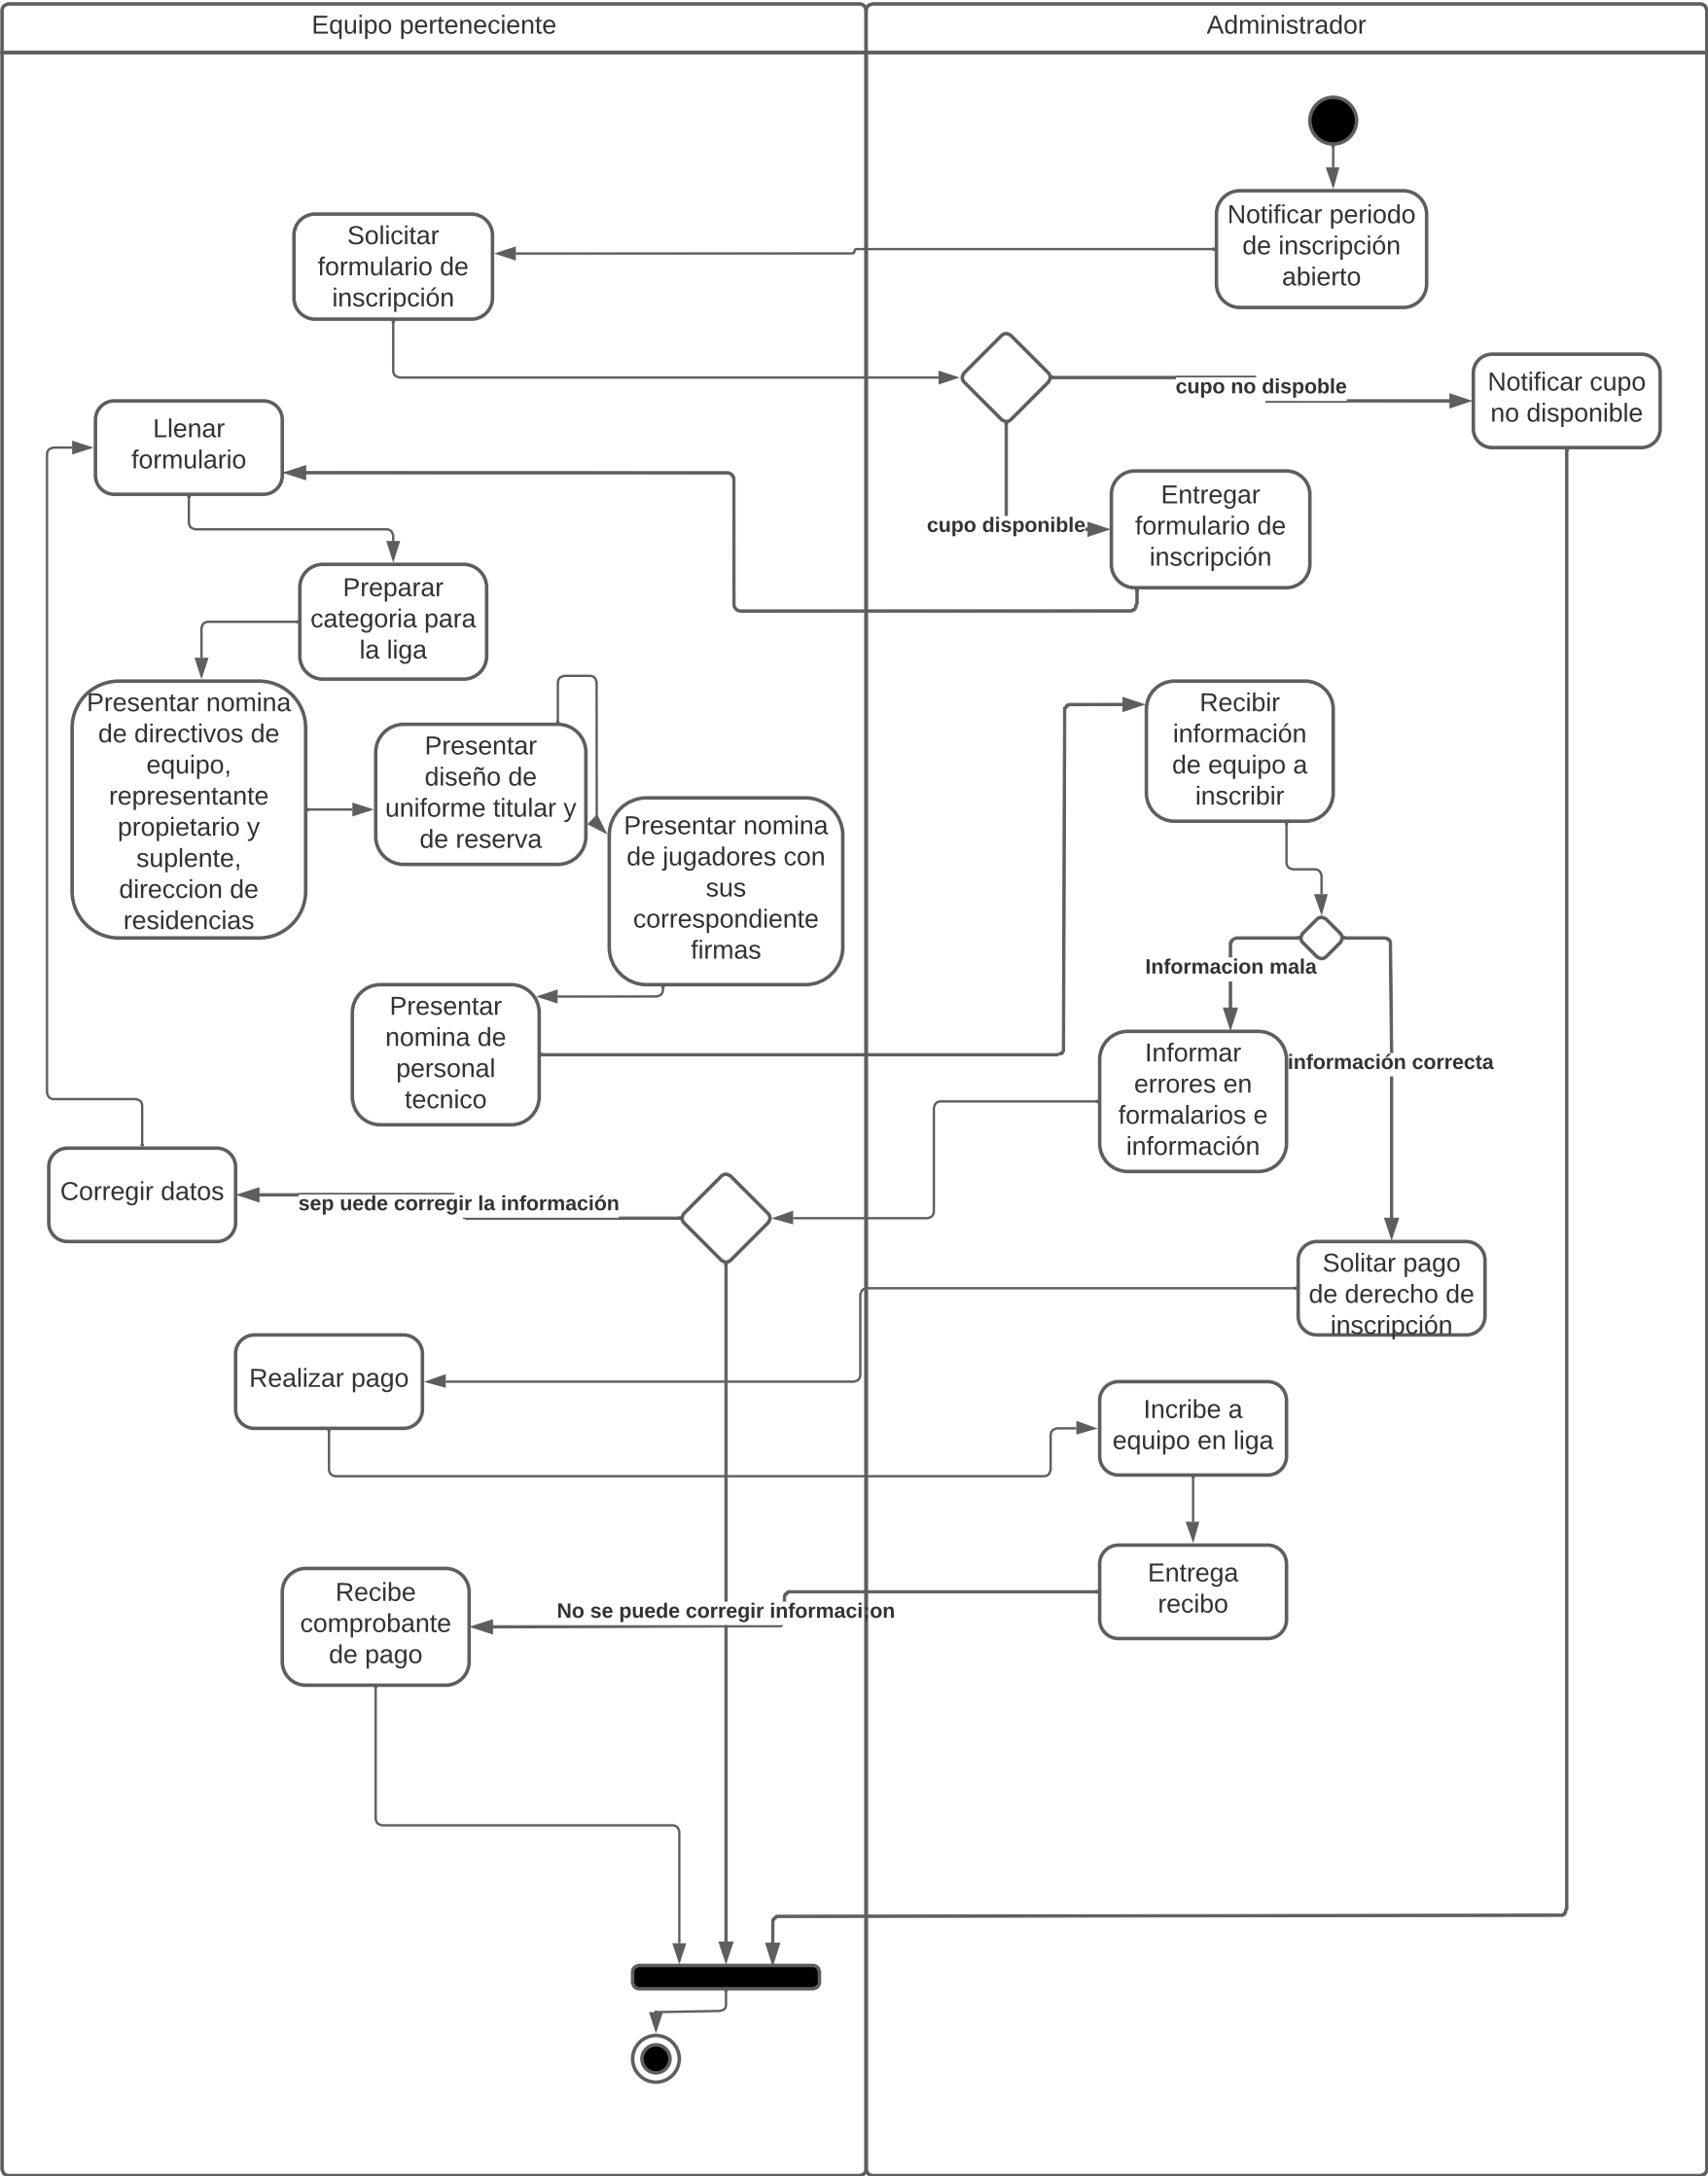 Equipo perteneciente
Administrador
Notificar periodo
de inscripción
abierto
Solicitar
formulario de
inscripción
cupo no dispoble
Notificar cupo
no disponible
Llenar
formulario
cupo disponible
Entregar
formulario de
inscripción
Preparar
categoria para
la liga
Presentar nomina
de directivos de
equipo,
representante
propietario y
suplente,
direccion de
residencias
Presentar
diseño de
uniforme titular y
de reserva
Presentar nomina
de jugadores con
sus
correspondiente
firmas
Recibir
información
de equipo a
inscribir
Informacion mala
Presentar
nomina de
personal
tecnico
Informar
errores en
formalarios e
información
información correcta
Corregir datos
sep uede corregir la información
Solitar pago
de derecho de
inscripción
Realizar pago
Incribe a
equipo en liga
Entrega
recibo
Recibe
comprobante
de pago
No se puede corregir informaci;on